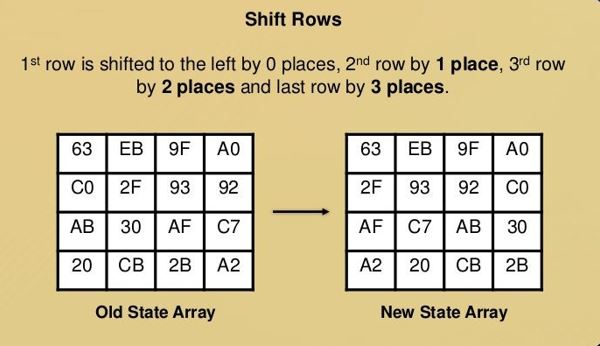 Shift Rows
1st row is shifted to the left by 0 places, 2nd row by 1 place, 3rd row
by 2 places and last row by 3 places.
63 EB 9F A0
C0 2F 93 92
AB 30 AF C7
20 CB 2B A2
Old State Array
63 EB 9F A0
2F 93 92 C0
AF C7 AB 30
A2 20 CB 2B
New State Array